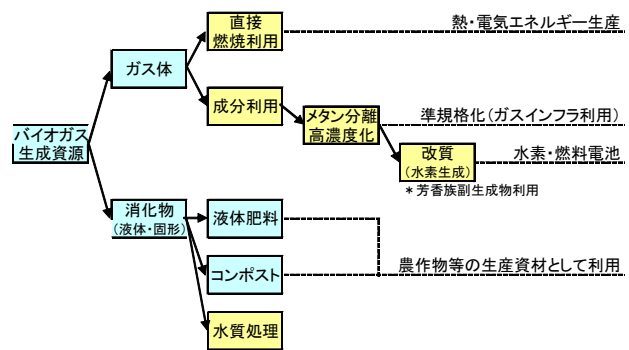 直接
燃焼利用
熱・電気エネルギー生産
ガス体
成分利用
メタン分離
高濃度化
準規格化(ガスインフラ利用)
バイオガス
生成資源
改質
(水素生成)
水素・燃料電池
*芳香族副生成物利用
消化物
(液体・固形)
液体肥料
コンポスト
農作物等の生産資材として利用
水質処理